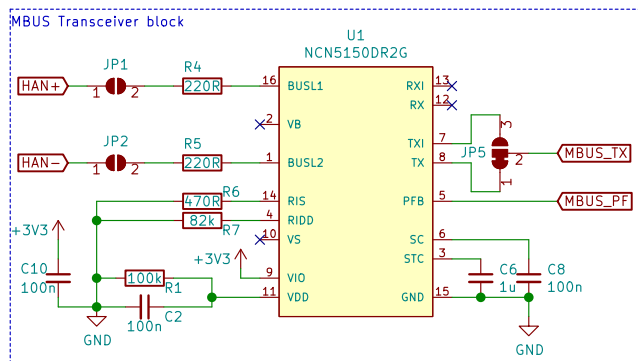 MBUS Transceiver block
U1
NCN5150DR2G
JP1
R4
HAN+
1 2
220R
16
BUSL1
RXI
13
RX
12
2
VB
TXI
7
3
JP2
R5
HAN-
1 2
220R
1
BUSL2
TX
8
JP5
2
1
MBUS_TX
R6
470R
14
RIS
PFB
5
MBUS_PF
82k
R7
4
RIDD
+3V3
10
VS
SC
6
+3V3
STC
3
C10
100n
100k
R1
9
VIO
C6
1u
C8
100n
C2
100n
11
VDD
GND
15
GND
GND